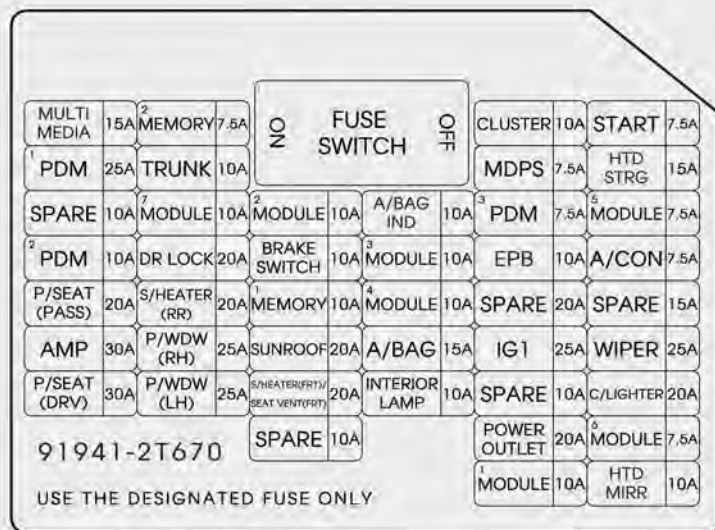 MULTI MEDIA 15A
2 MEMORY 7.5A
ON FUSE SWITCH OFF
CLUSTER 10A
START 7.5A
1 PDM 25A
TRUNK 10A
MDPS 7.5A
HTD STRG 15A
SPARE 10A
7 MODULE 10A
2 MODULE 10A
A/BAG IND 10A
3 PDM 7.5A
5 MODULE 7.5A
2 PDM 10A
DR LOCK 20A
BRAKE SWITCH 10A
3 MODULE 10A
EPB 10A
A/CON 7.5A
P/SEAT (PASS) 20A
S/HEATER (RR) 20A
1 MEMORY 10A
4 MODULE 10A
SPARE 20A
SPARE 15A
AMP 30A
P/WDW (RH) 25A
SUNROOF 20A
A/BAG 15A
IG1 25A
WIPER 25A
P/SEAT (DRV) 30A
P/WDW (LH) 25A
S/HEATER(FRT)/ SEAT VENT(FRT) 20A
INTERIOR LAMP 10A
SPARE 10A
C/LIGHTER 20A
SPARE 10A
POWER OUTLET 20A
6 MODULE 7.5A
91941-2T670
1 MODULE 10A
HTD MIRR 10A
USE THE DESIGNATED FUSE ONLY